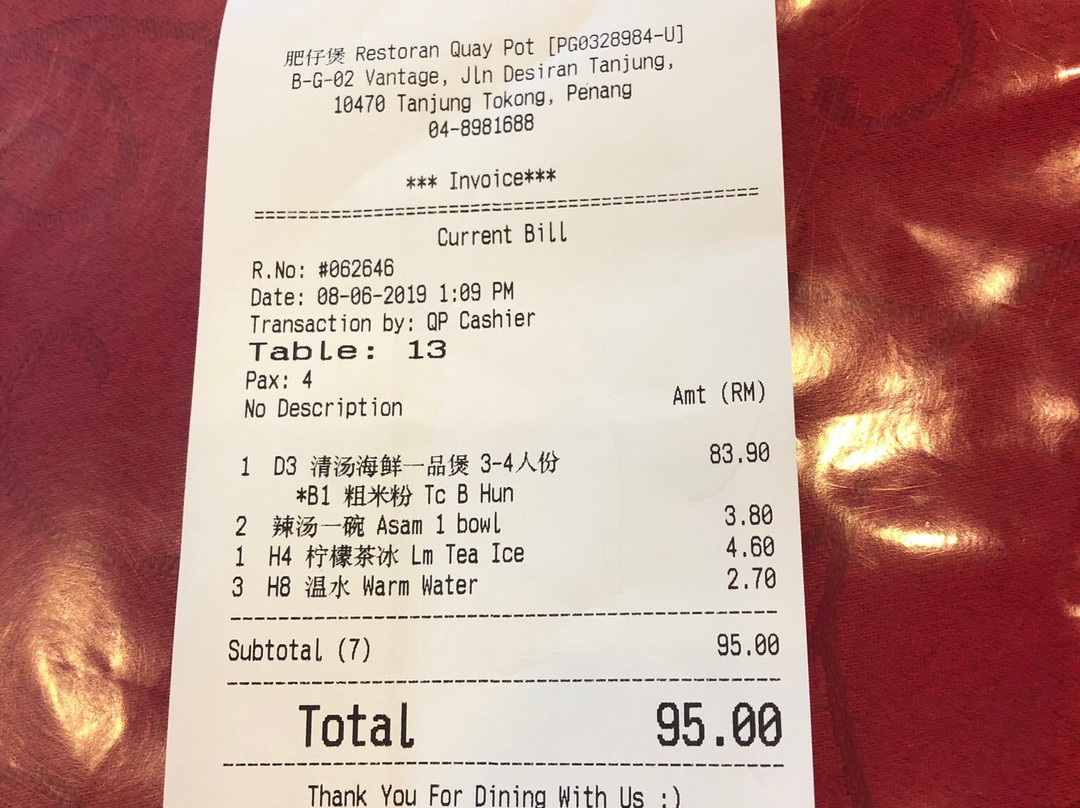 肥仔煲 Restoran Quay Pot [PG0328984-U]
B-G-02 Vantage, Jln Desiran Tanjung,
10470 Tanjung Tokong, Penang
04-8981688
*** Invoice***
Current Bill
R.No: #062646
Date: 08-06-2019 1:09 PM
Transaction by: QP Cashier
Table: 13
Pax: 4
No Description Amt (RM)
1 D3 清汤海鲜一品煲 3-4人份 83.90
*B1 粗米粉 Tc B Hun
2 辣汤一碗 Asam 1 bowl 3.80
1 H4 柠檬茶冰 Lm Tea Ice 4.60
3 H8 温水 Warm Water 2.70
Subtotal (7) 95.00
Total 95.00
Thank You For Dining With Us :)